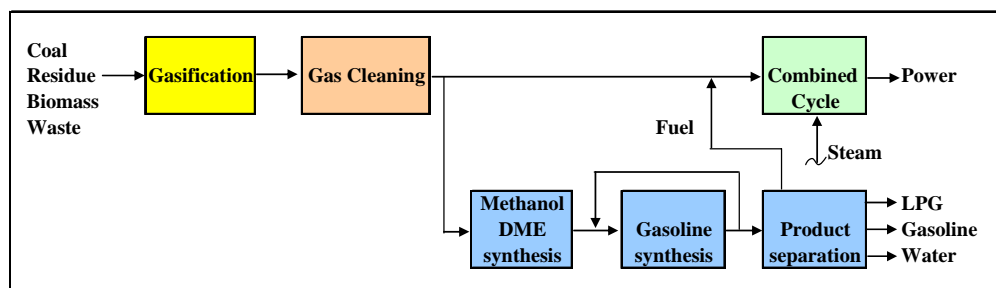 Coal
Residue
Biomass
Waste
Gasification
Gas Cleaning
Combined
Cycle
Power
Fuel
Steam
Methanol
DME
synthesis
Gasoline
synthesis
Product
separation
LPG
Gasoline
Water